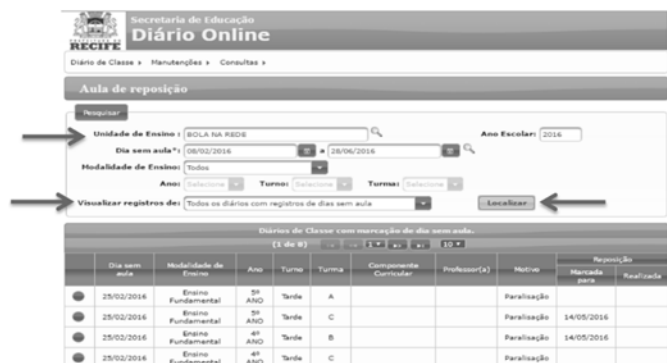 Secretaria de Educação
Diário Online
PREFEITURA DO
RECIFE
Diário de Classe Manutenções Consultas
Aula de reposição
Pesquisar
Unidade de Ensino : BOLA NA REDE Ano Escolar: 2016
Dia sem aula*: 08/02/2016 a 28/06/2016
Modalidade de Ensino: Todos
Ano: Selecione Turno: Selecione Turma: Selecione
Visualizar registros de: Todos os diários com registros de dias sem aula Localizar
Diários de Classe com marcação de dia sem aula.
(1 de 8) 1 10
Dia sem aula Modalidade de Ensino Ano Turno Turma Componente Curricular Professor(a) Motivo Reposição Marcada para Realizada
25/02/2016 Ensino Fundamental 5º ANO Tarde A Paralisação
25/02/2016 Ensino Fundamental 5º ANO Tarde C Paralisação 14/05/2016
25/02/2016 Ensino Fundamental 4º ANO Tarde B Paralisação 14/05/2016
25/02/2016 Ensino Fundamental 4º ANO Tarde C Paralisação